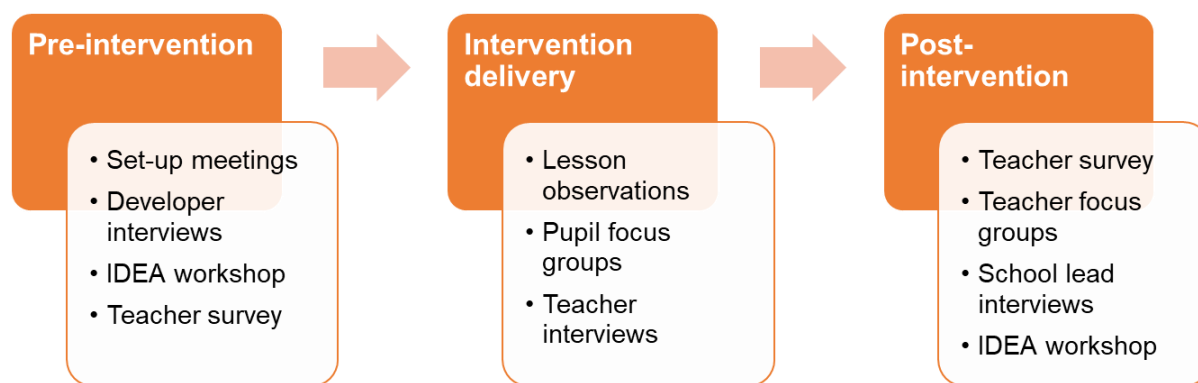 Pre-intervention
• Set-up meetings
• Developer
interviews
• IDEA workshop
• Teacher survey
Intervention
delivery
• Lesson
observations
• Pupil focus
groups
• Teacher
interviews
Post-
intervention
• Teacher survey
• Teacher focus
groups
• School lead
interviews
• IDEA workshop